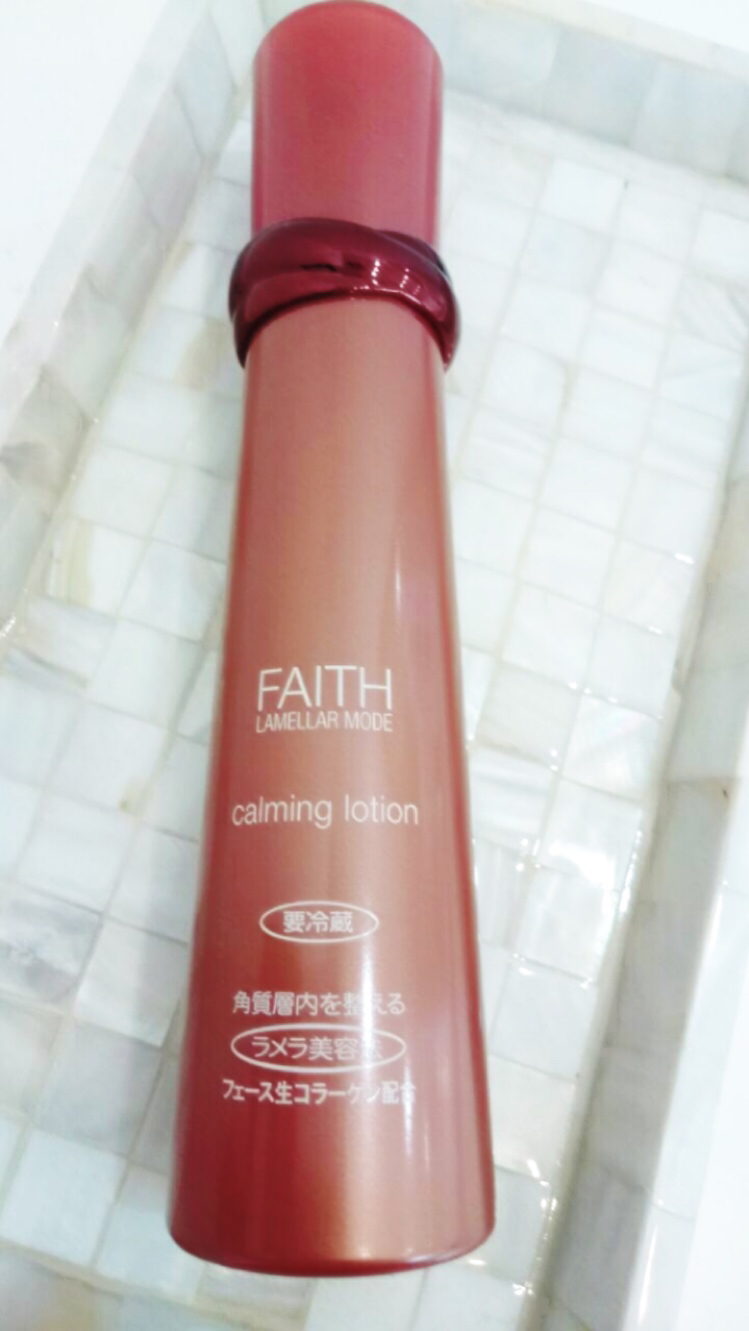 FAITH
LAMELLAR MODE
calming lotion
要冷蔵
角質層内を整える
ラメラ美容法
フェース生コラーゲン配合